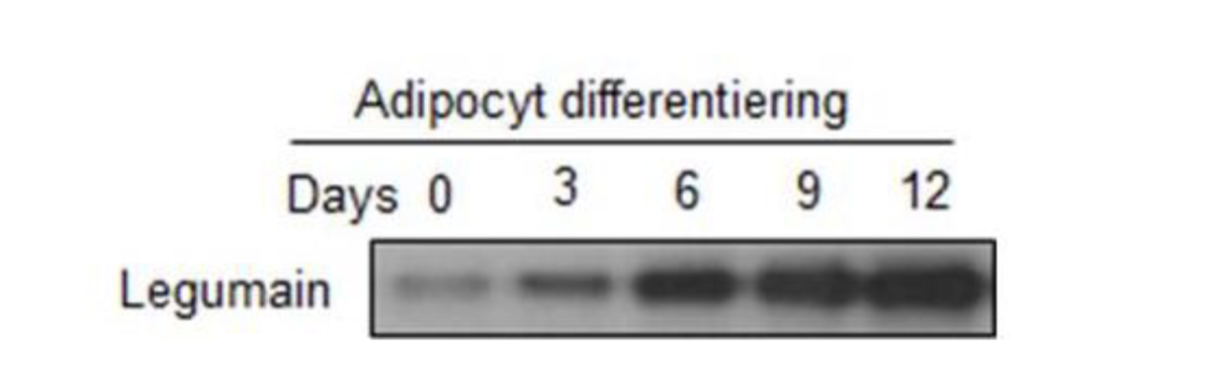 Adipocyt differentiering
Days 0 3 6 9 12
Legumain